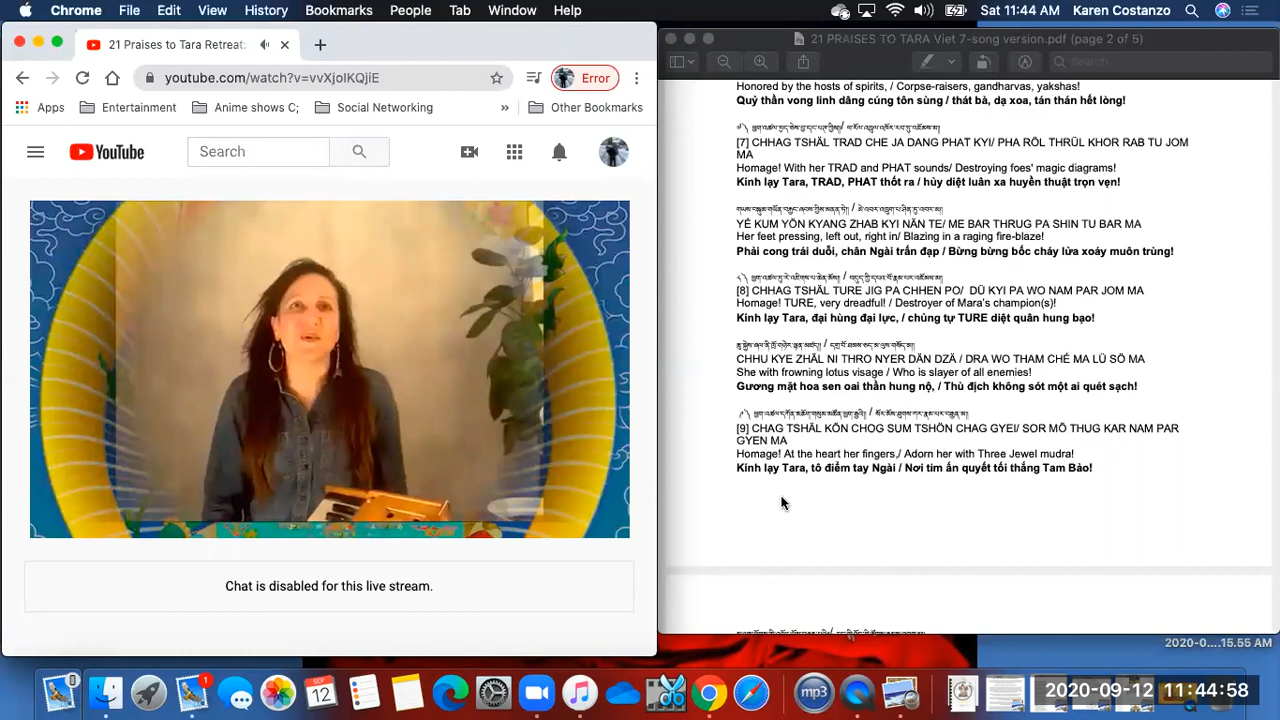 Chrome File Edit View History Bookmarks People Tab Window Help
Sat 11:44 AM Karen Costanzo
21 Praises to Tara Retreat:
youtube.com/watch?v=vvXjolKQjiE
Error
Apps Entertainment Anime shows C; Social Networking » Other Bookmarks
YouTube
Search
Chat is disabled for this live stream.
21 PRAISES TO TARA Viet 7-song version.pdf (page 2 of 5)
Search
Honored by the hosts of spirits, / Corpse-raisers, gandharvas, yakshas!
Quỷ thần vong linh dâng cúng tôn sùng / thát bà, dạ xoa, tán thán hết lòng!
[7] CHHAG TSHÄL TRAD CHE JA DANG PHAT KYI/ PHA RÖL THRÜL KHOR RAB TU JOM
MA
Homage! With her TRAD and PHAT sounds/ Destroying foes' magic diagrams!
Kính lạy Tara, TRAD, PHAT thốt ra / hủy diệt luân xa huyền thuật trọn vẹn!
YÉ KUM YÖN KYANG ZHAB KYI NÄN TE/ ME BAR THRUG PA SHIN TU BAR MA
Her feet pressing, left out, right in/ Blazing in a raging fire-blaze!
Phải cong trái duỗi, chân Ngài trấn đạp / Bừng bừng bốc cháy lửa xoáy muôn trùng!
[8] CHHAG TSHÄL TURE JIG PA CHHEN PO/ DÜ KYI PA WO NAM PAR JOM MA
Homage! TURE, very dreadful! / Destroyer of Mara's champion(s)!
Kính lạy Tara, đại hùng đại lực, / chủng tự TURE diệt quân hung bạo!
CHHU KYE ZHÄL NI THRO NYER DÄN DZÄ / DRA WO THAM CHÉ MA LÜ SÖ MA
She with frowning lotus visage / Who is slayer of all enemies!
Gương mặt hoa sen oai thần hung nộ, / Thù địch không sót một ai quét sạch!
[9] CHAG TSHÄL KÖN CHOG SUM TSHÖN CHAG GYEI/ SOR MÖ THUG KAR NAM PAR
GYEN MA
Homage! At the heart her fingers,/ Adorn her with Three Jewel mudra!
Kính lạy Tara, tô điểm tay Ngài / Nơi tim ấn quyết tối thắng Tam Bảo!
2020-0....15.55 AM
SEP
12
1
mp3
2020-09-12 11:44:58